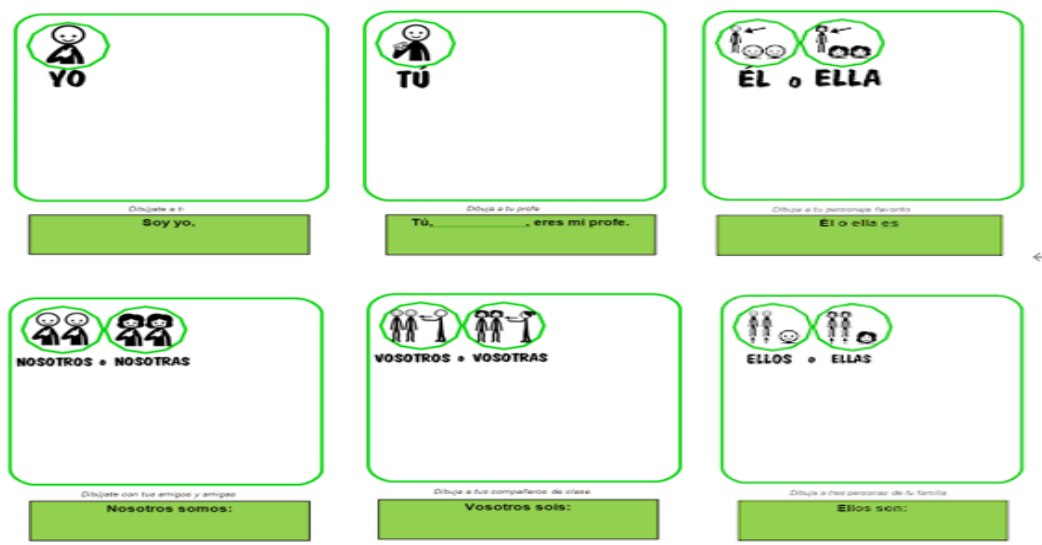 YO
TÚ
ÉL o ELLA
Dibújate a ti
Dibuja a tu profe
Dibuja a tu personaje favorito
Soy yo.
Tú,____________, eres mi profe.
Él o ella es
NOSOTROS o NOSOTRAS
VOSOTROS o VOSOTRAS
ELLOS o ELLAS
Dibújate con tus amigos y amigas
Dibuja a tus compañeros de clase
Dibuja a tres personas de tu familia
Nosotros somos:
Vosotros sois:
Ellos son: